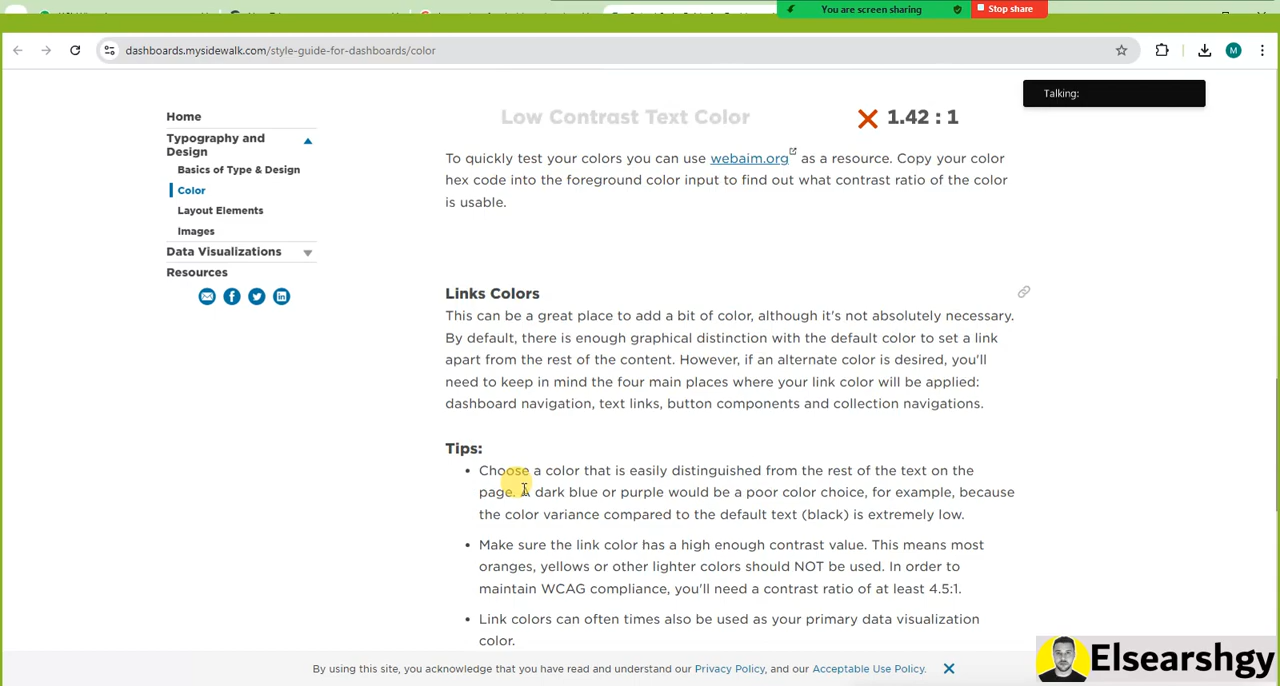 You are screen sharing
Stop share
dashboards.mysidewalk.com/style-guide-for-dashboards/color
M
Talking:
Home
Typography and
Design
Basics of Type & Design
Color
Layout Elements
Images
Data Visualizations
Resources
Low Contrast Text Color
1.42 : 1
To quickly test your colors you can use webaim.org as a resource. Copy your color
hex code into the foreground color input to find out what contrast ratio of the color
is usable.
Links Colors
This can be a great place to add a bit of color, although it's not absolutely necessary.
By default, there is enough graphical distinction with the default color to set a link
apart from the rest of the content. However, if an alternate color is desired, you'll
need to keep in mind the four main places where your link color will be applied:
dashboard navigation, text links, button components and collection navigations.
Tips:
• Choose a color that is easily distinguished from the rest of the text on the
page. A dark blue or purple would be a poor color choice, for example, because
the color variance compared to the default text (black) is extremely low.
• Make sure the link color has a high enough contrast value. This means most
oranges, yellows or other lighter colors should NOT be used. In order to
maintain WCAG compliance, you'll need a contrast ratio of at least 4.5:1.
• Link colors can often times also be used as your primary data visualization
color.
By using this site, you acknowledge that you have read and understand our Privacy Policy, and our Acceptable Use Policy.
Elsearshgy